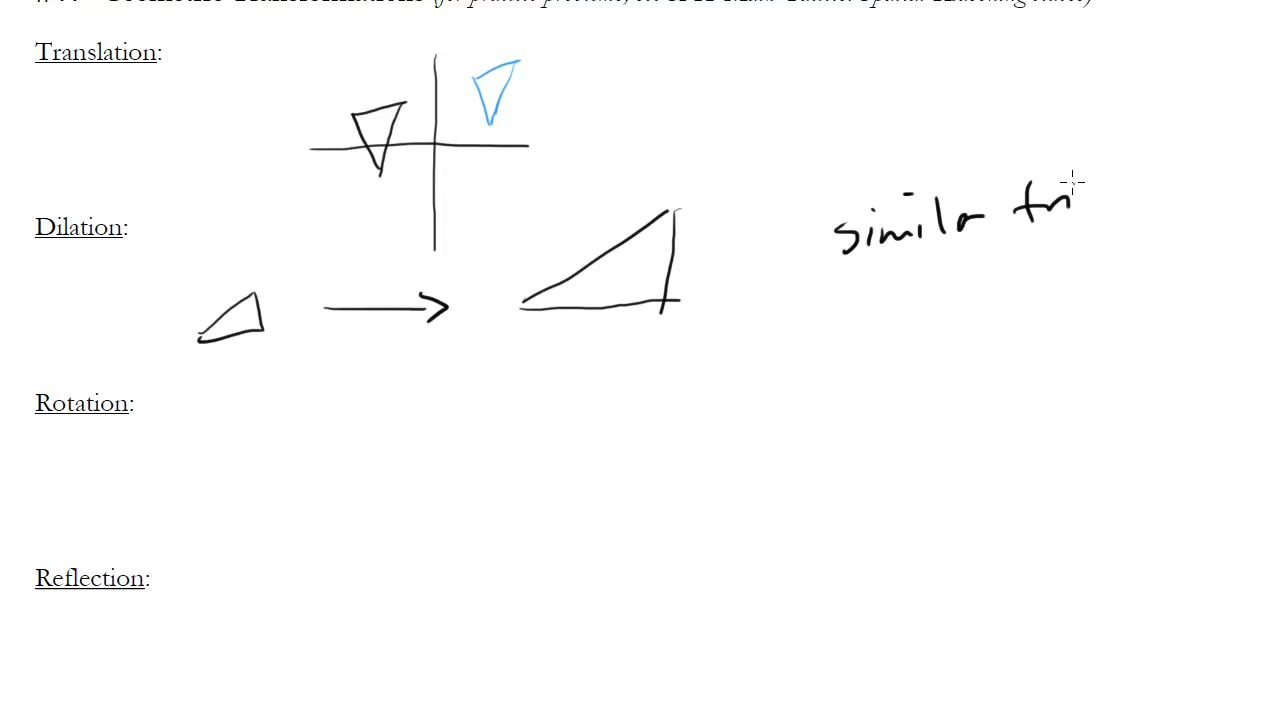 Translation:
Dilation:
similar tri
Rotation:
Reflection: